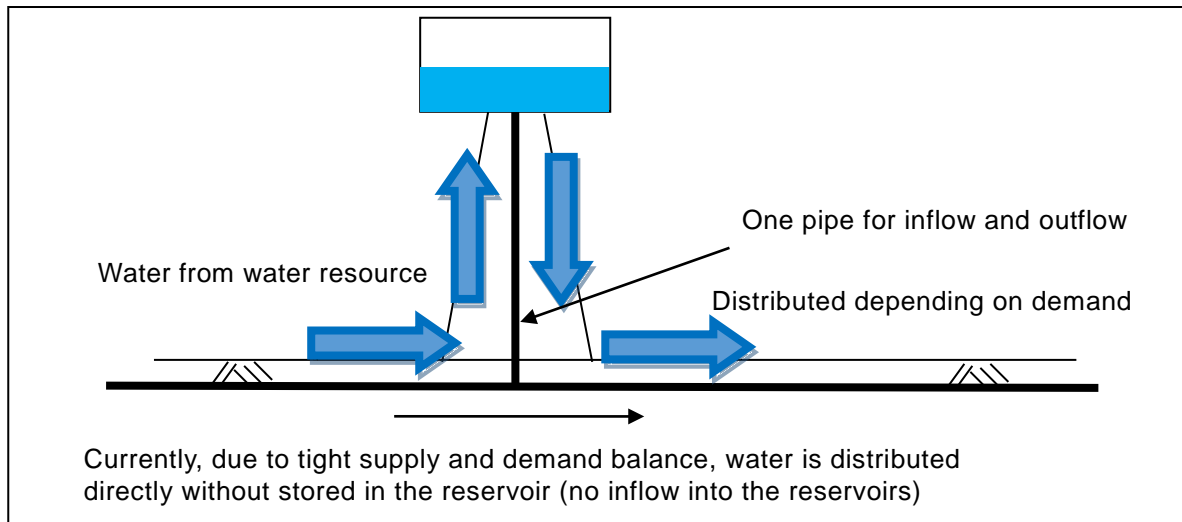 One pipe for inflow and outflow
Water from water resource
Distributed depending on demand
Currently, due to tight supply and demand balance, water is distributed
directly without stored in the reservoir (no inflow into the reservoirs)